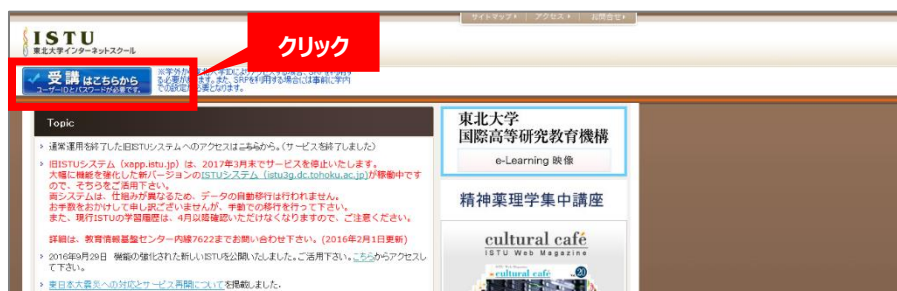 サイトマップ
アクセス
お問合せ
ISTU
東北大学インターネットスクール
クリック
受講はこちらから
ユーザーIDとパスワードが必要です。
での設定が必要となります。
Topic
通常運用を終了した旧ISTUシステムへのアクセスはこちらから。(サービスを終了しました)
旧ISTUシステム (xapp.istu.jp) は、2017年3月末でサービスを停止いたします。
大幅に機能を強化した新バージョンのISTUシステム (istu3g.dc.tohoku.ac.jp)が稼働中です
ので、そちらをご活用下さい。
両システムは、仕組みが異なるため、データの自動移行は行われません。
お手数をおかけして申し訳ございませんが、手動での移行を行って下さい。
また、現行ISTUの学習履歴は、4月以降確認いただけなくなりますので、ご注意ください。
詳細は、教育情報基盤センター内線7622までお問い合わせ下さい。(2016年2月1日更新)
2016年9月29日 機能の強化された新しいISTUを公開いたしました。ご活用下さい。こちらからアクセスし
て下さい。
東日本大震災への対応とサービス再開についてを掲載しました。
東北大学
国際高等研究教育機構
e-Learning 映像
精神薬理学集中講座
cultural café
ISTU Web Magazine
cultural café
20